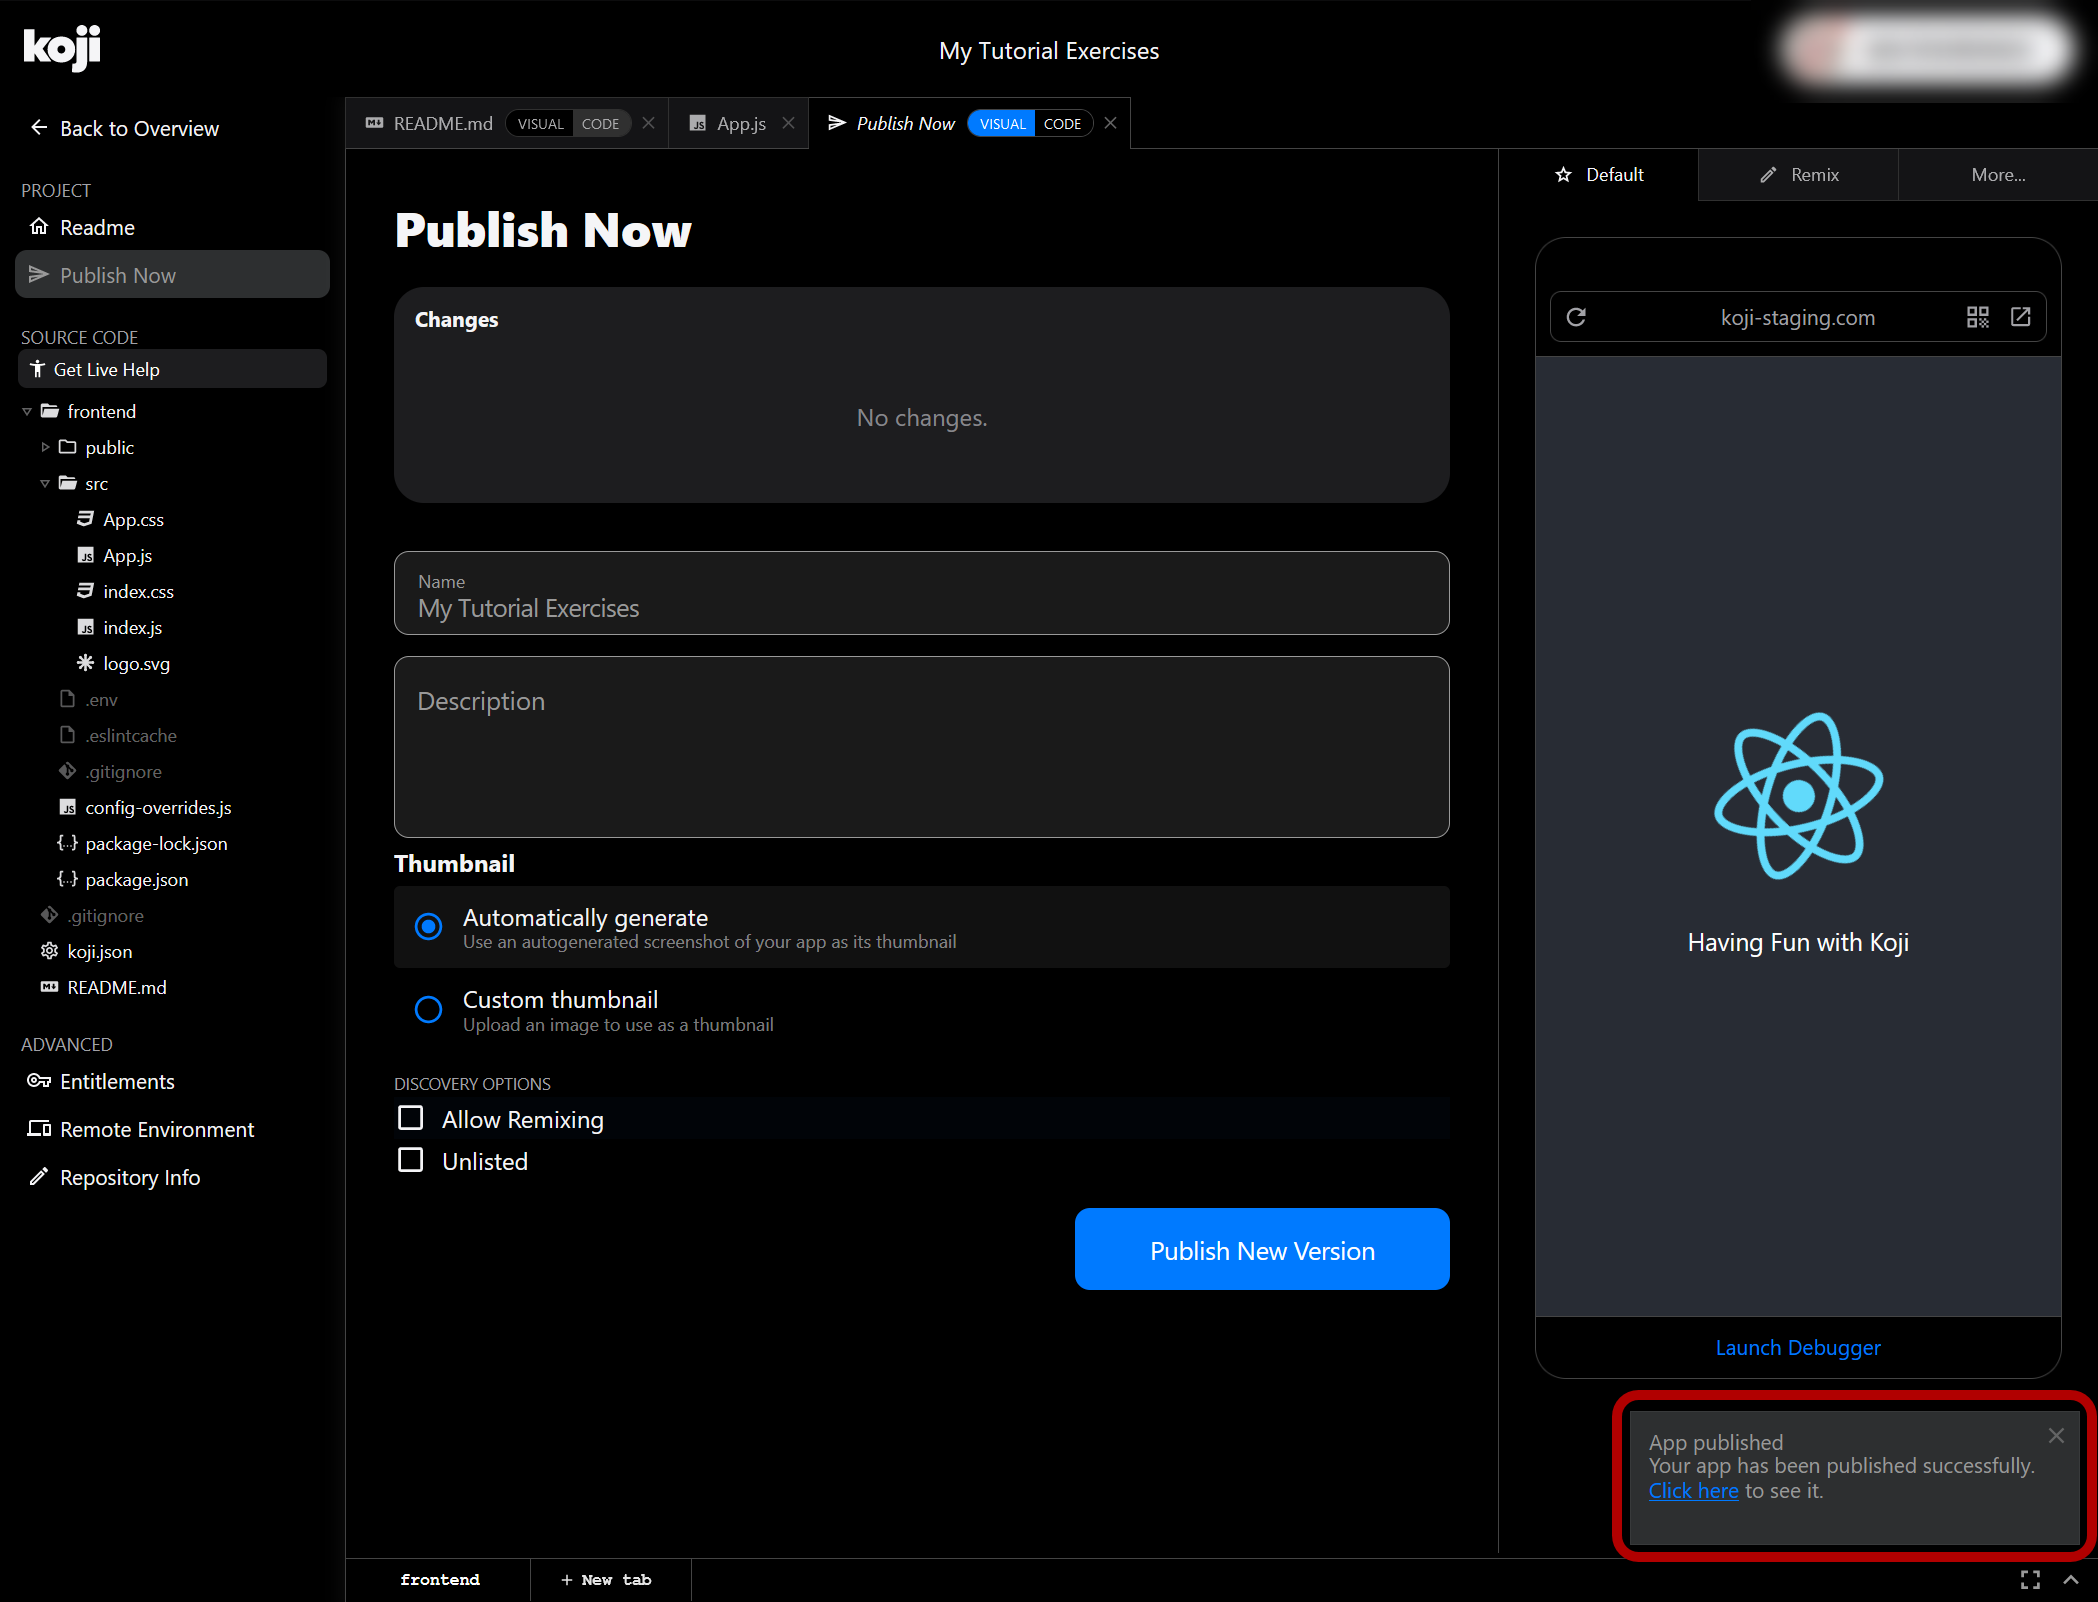 koji
My Tutorial Exercises
Back to Overview
PROJECT
Readme
Publish Now
SOURCE CODE
Get Live Help
frontend
public
src
App.css
JS App.js
index.css
JS index.js
logo.svg
.env
.eslintcache
.gitignore
JS config-overrides.js
{..} package-lock.json
{..} package.json
.gitignore
koji.json
README.md
ADVANCED
Entitlements
Remote Environment
Repository Info
README.md VISUAL CODE
JS App.js
Publish Now VISUAL CODE
Publish Now
Changes
No changes.
Name
My Tutorial Exercises
Description
Thumbnail
Automatically generate
Use an autogenerated screenshot of your app as its thumbnail
Custom thumbnail
Upload an image to use as a thumbnail
DISCOVERY OPTIONS
Allow Remixing
Unlisted
Publish New Version
Default
Remix
More...
koji-staging.com
Having Fun with Koji
Launch Debugger
App published
Your app has been published successfully.
Click here to see it.
frontend
+ New tab